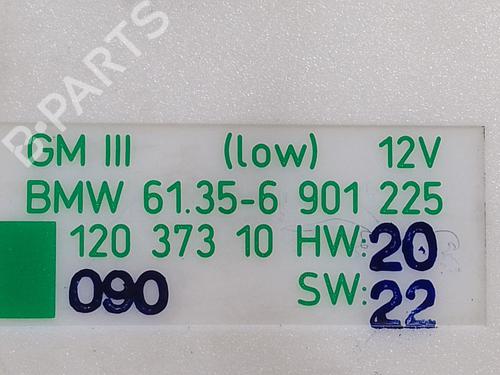 B-PARTS
GM III (low) 12V
BMW 61.35-6 901 225
120 373 10 HW:20
090 SW:22